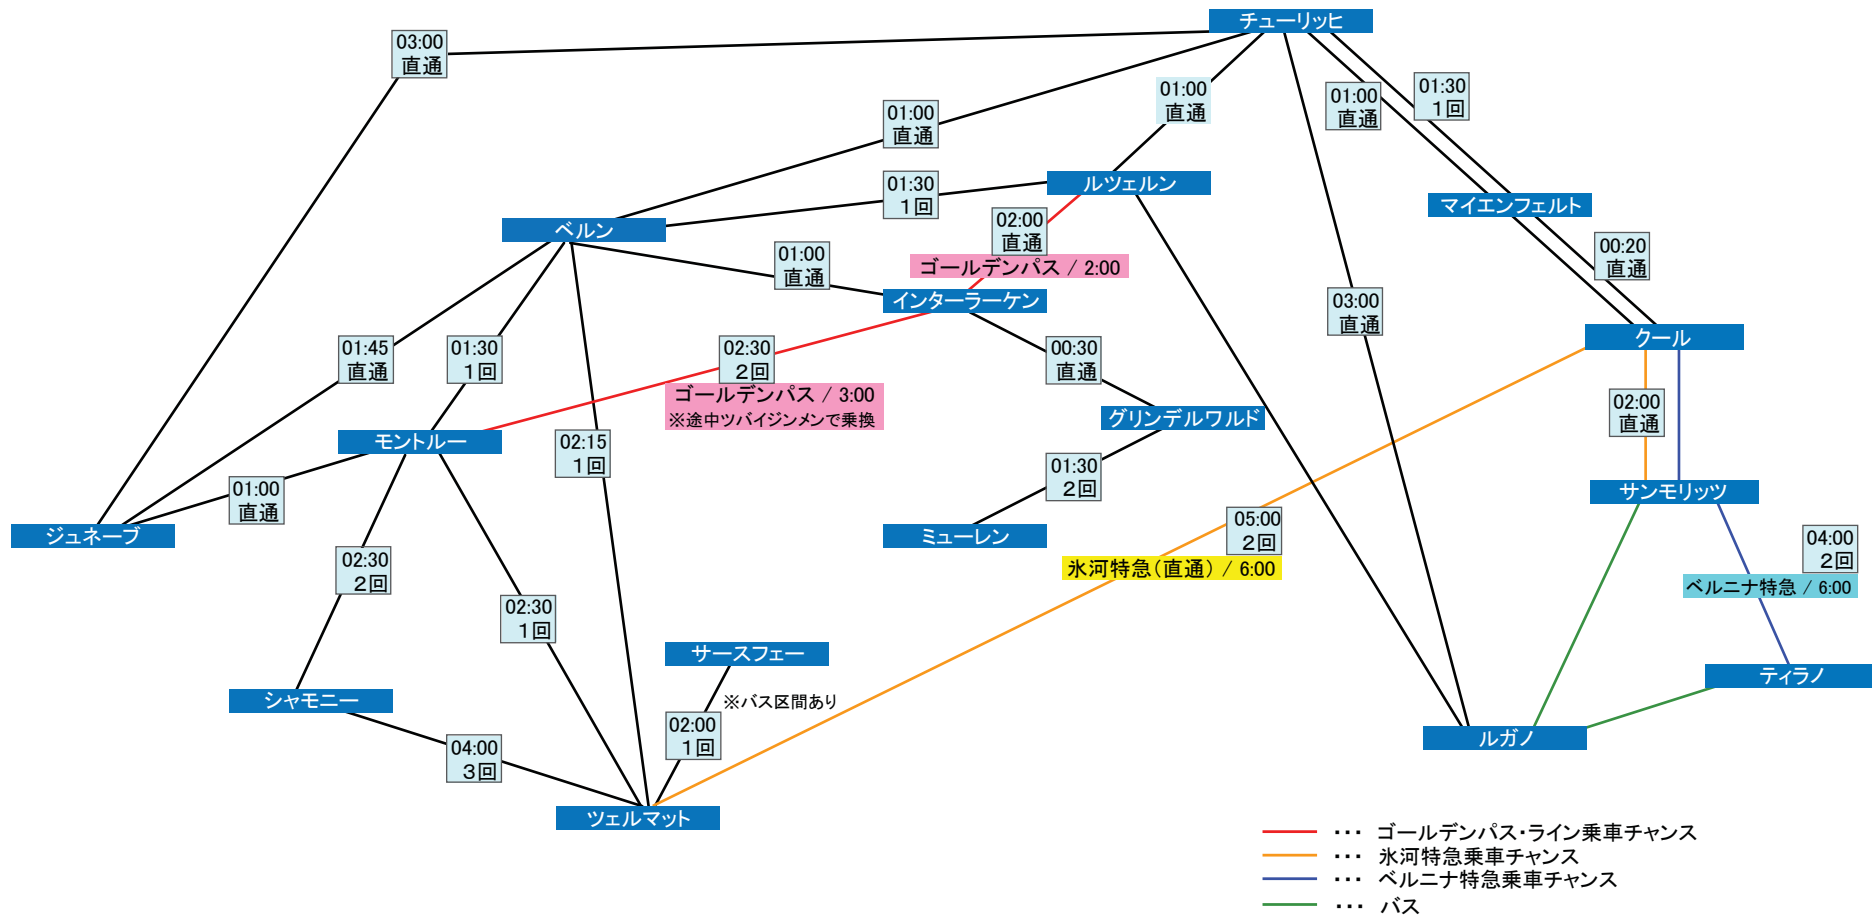 チューリッヒ
03:00
直通
01:00
直通
01:00
直通
01:00
直通
01:30
1回
01:30
1回
ルツェルン
マイエンフェルト
ベルン
02:00
直通
ゴールデンパス / 2:00
01:00
直通
00:20
直通
インターラーケン
03:00
直通
クール
01:45
直通
01:30
1回
02:30
2回
ゴールデンパス / 3:00
※途中ツバイジンメンで乗換
00:30
直通
グリンデルワルド
02:00
直通
モントルー
02:15
1回
01:30
2回
01:00
直通
サンモリッツ
ジュネーブ
ミューレン
05:00
2回
氷河特急(直通) / 6:00
04:00
2回
ベルニナ特急 / 6:00
02:30
2回
02:30
1回
サースフェー
ティラノ
シャモニー
※バス区間あり
02:00
1回
ルガノ
04:00
3回
ツェルマット
・・・ ゴールデンパス・ライン乗車チャンス
・・・ 氷河特急乗車チャンス
・・・ ベルニナ特急乗車チャンス
・・・ バス